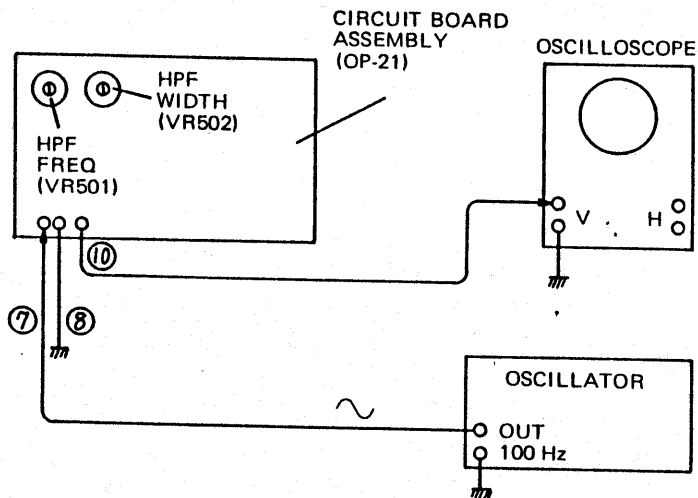 CIRCUIT BOARD
ASSEMBLY
(OP-21)
OSCILLOSCOPE
HPF
WIDTH
(VR502)
HPF
FREQ
(VR501)
V
H
⑩
⑦
⑧
OSCILLATOR
OUT
100 Hz